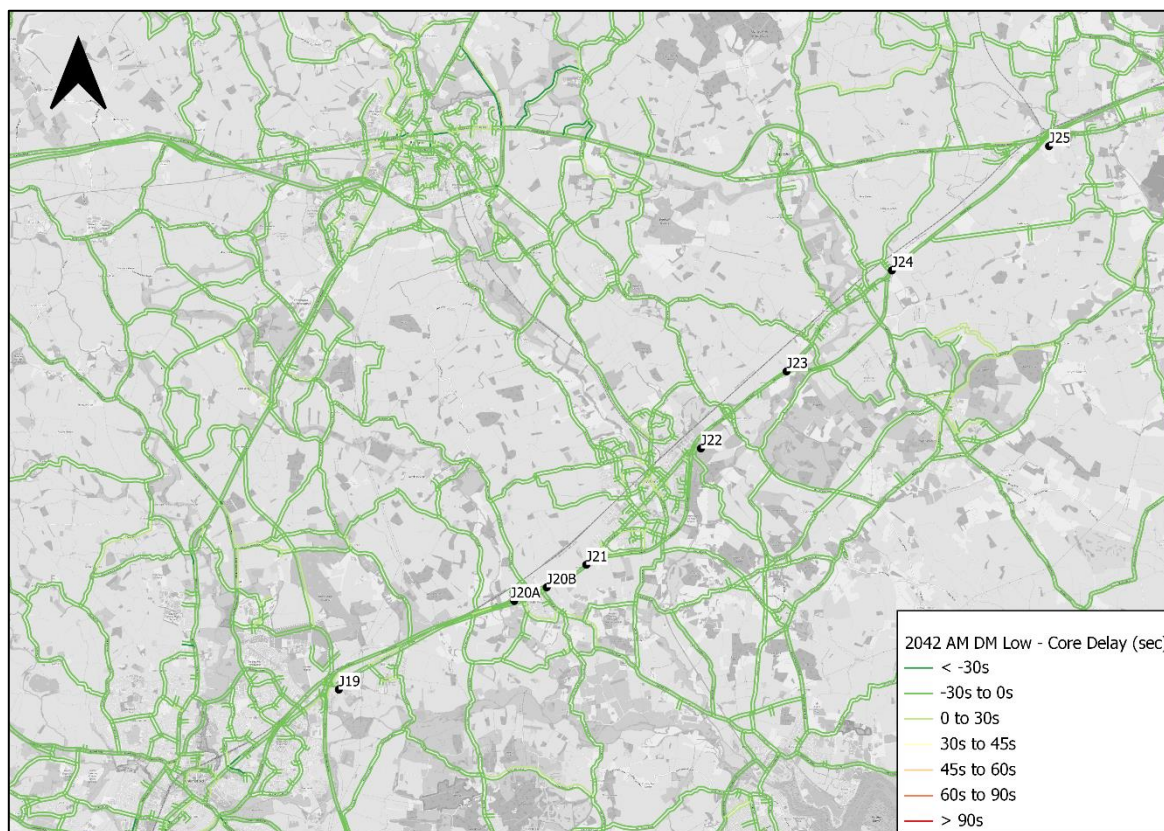 J25
J24
J23
J22
J21
J20B
J20A
J19
2042 AM DM Low - Core Delay (sec)
< -30s
-30s to 0s
0 to 30s
30s to 45s
45s to 60s
60s to 90s
> 90s